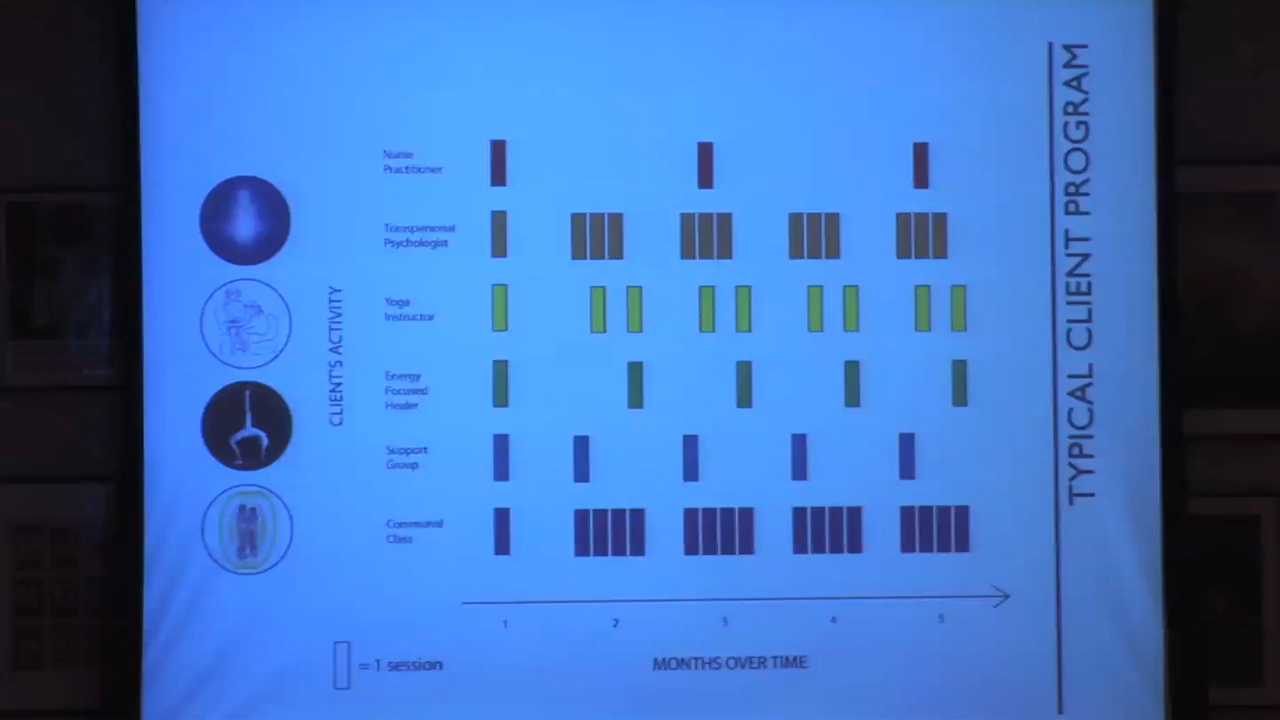 TYPICAL CLIENT PROGRAM
CLIENT'S ACTIVITY
Nurse
Practitioner
Transpersonal
Psychologist
Yoga
Instructor
Energy
Focused
Healer
Support
Group
Communal
Class
1
2
3
4
5
= 1 session
MONTHS OVER TIME